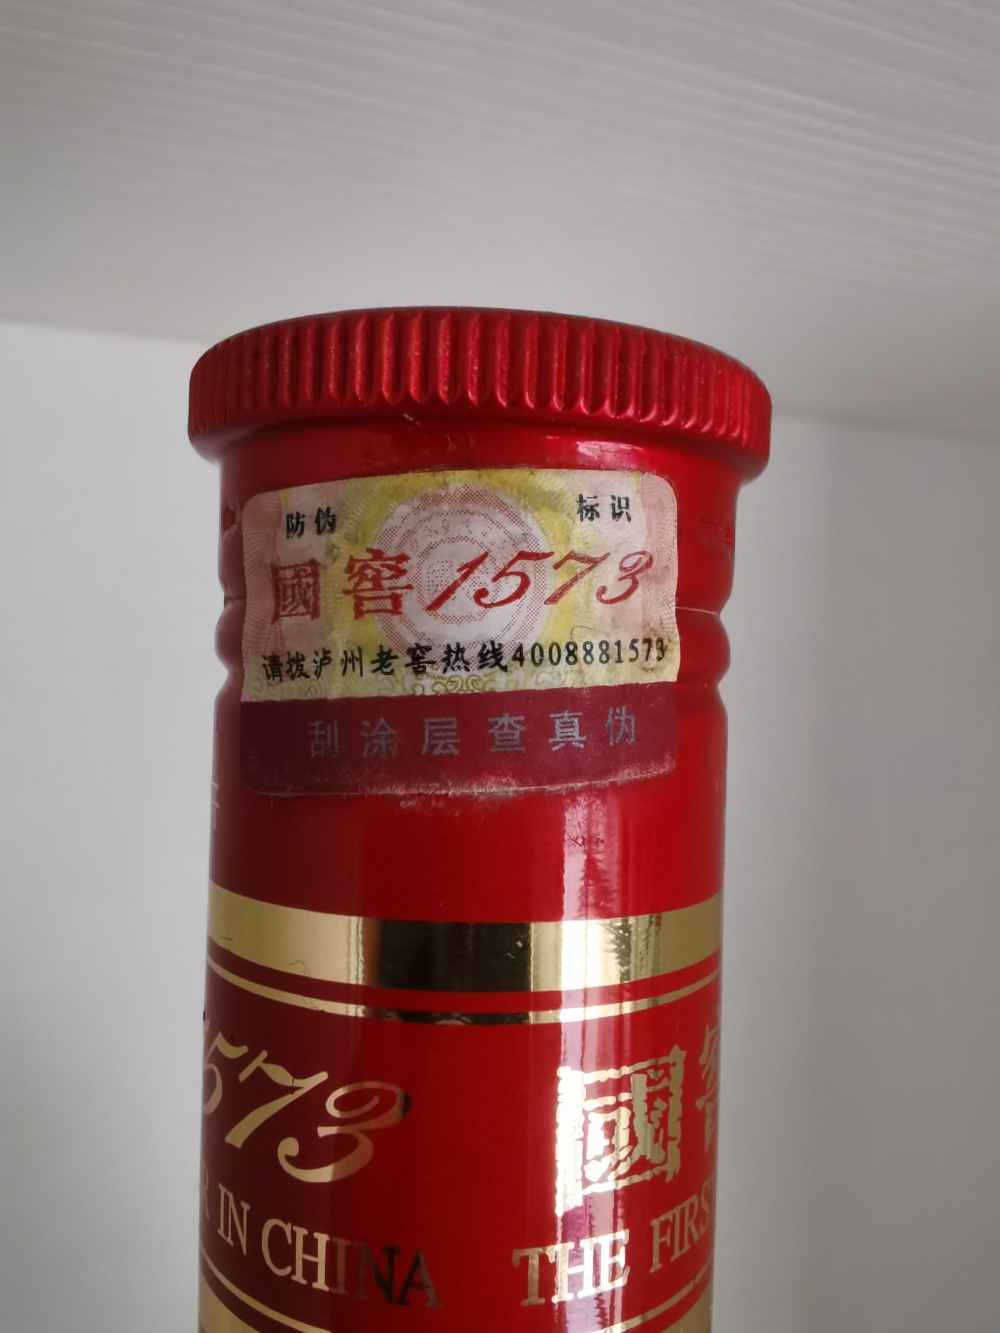 防伪 标识
國窖1573
请拨泸州老窖热线4008881573
刮涂层查真伪
573 國窖
IN CHINA THE FIRS